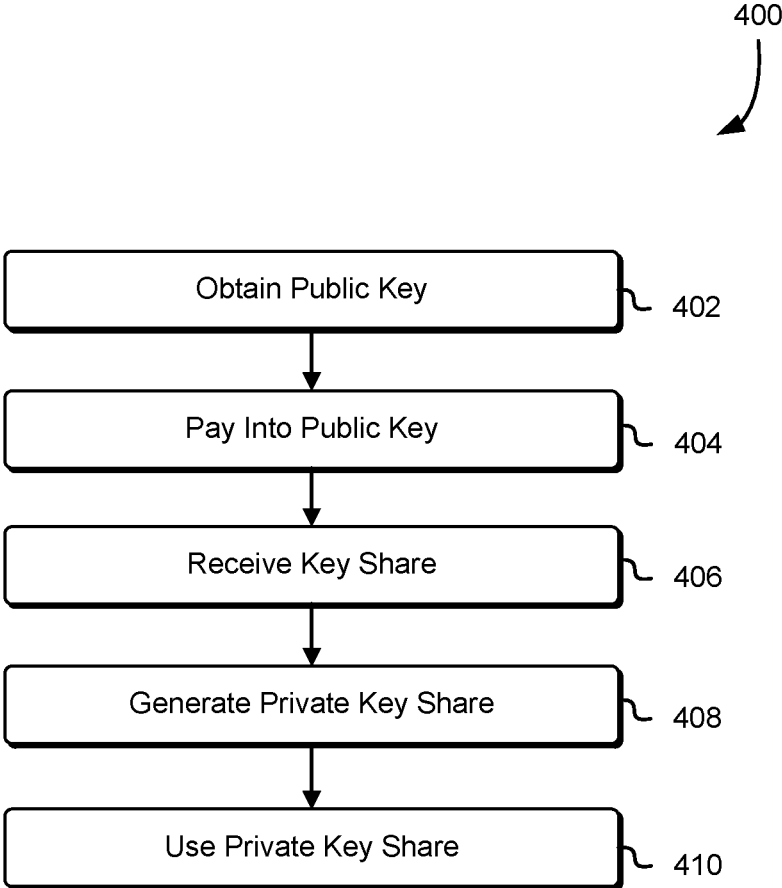 400
Obtain Public Key
402
Pay Into Public Key
404
Receive Key Share
406
Generate Private Key Share
408
Use Private Key Share
410